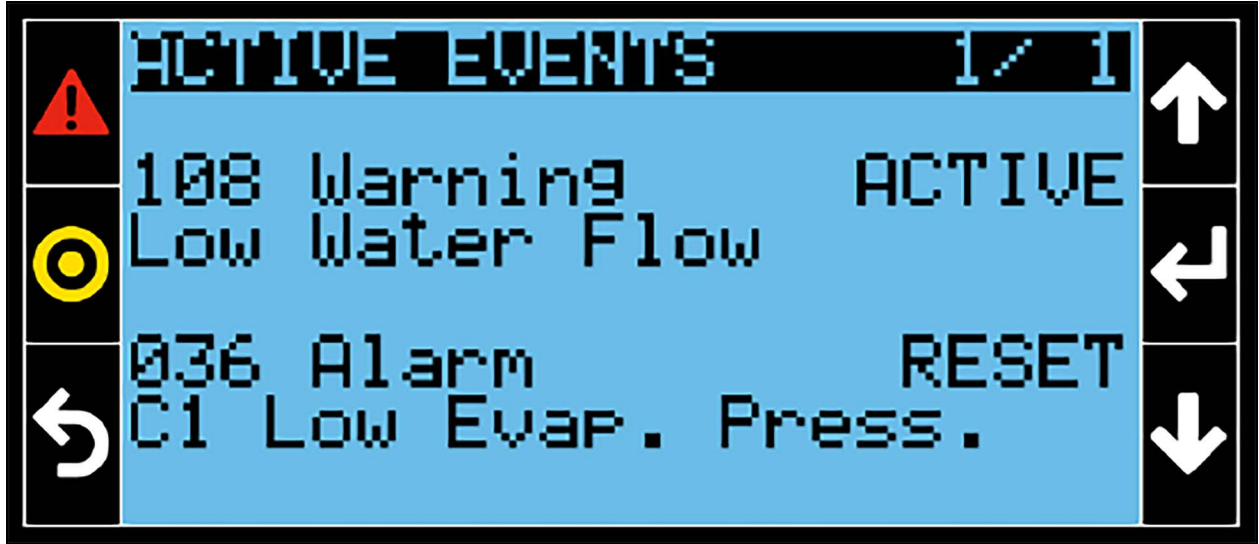 ACTIVE EVENTS 1/ 1
108 Warning ACTIVE
Low Water Flow
036 Alarm RESET
C1 Low Evap. Press.